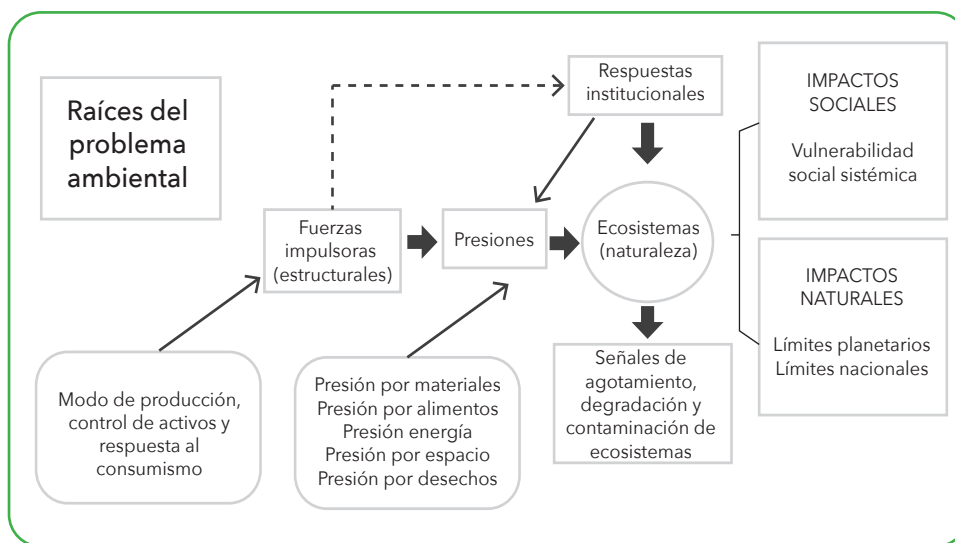 Raíces del
problema
ambiental
Respuestas
institucionales
Fuerzas
impulsoras
(estructurales)
Presiones
Ecosistemas
(naturaleza)
IMPACTOS
SOCIALES
Vulnerabilidad
social sistémica
IMPACTOS
NATURALES
Límites planetarios
Límites nacionales
Modo de producción,
control de activos y
respuesta al
consumismo
Presión por materiales
Presión por alimentos
Presión energía
Presión por espacio
Presión por desechos
Señales de
agotamiento,
degradación y
contaminación de
ecosistemas